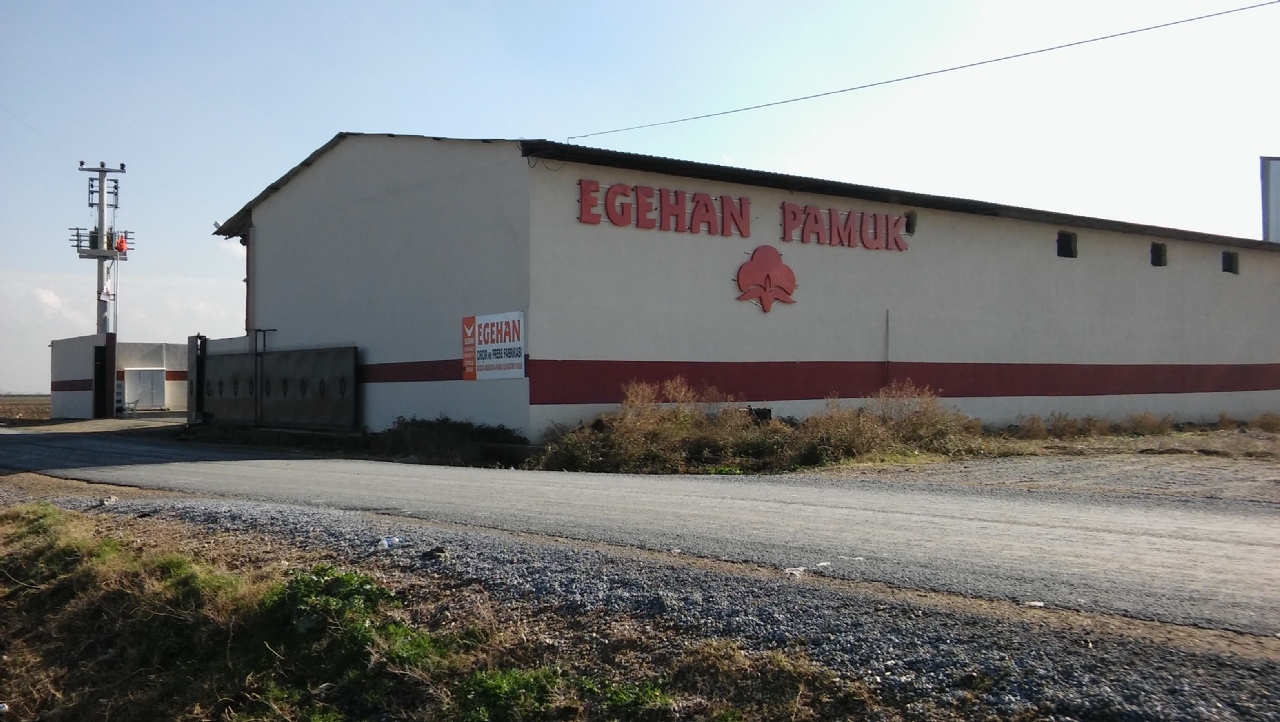 EGEHAN PAMUK
EGEHAN
ÇIRÇIR ve PRESE FABRİKASI